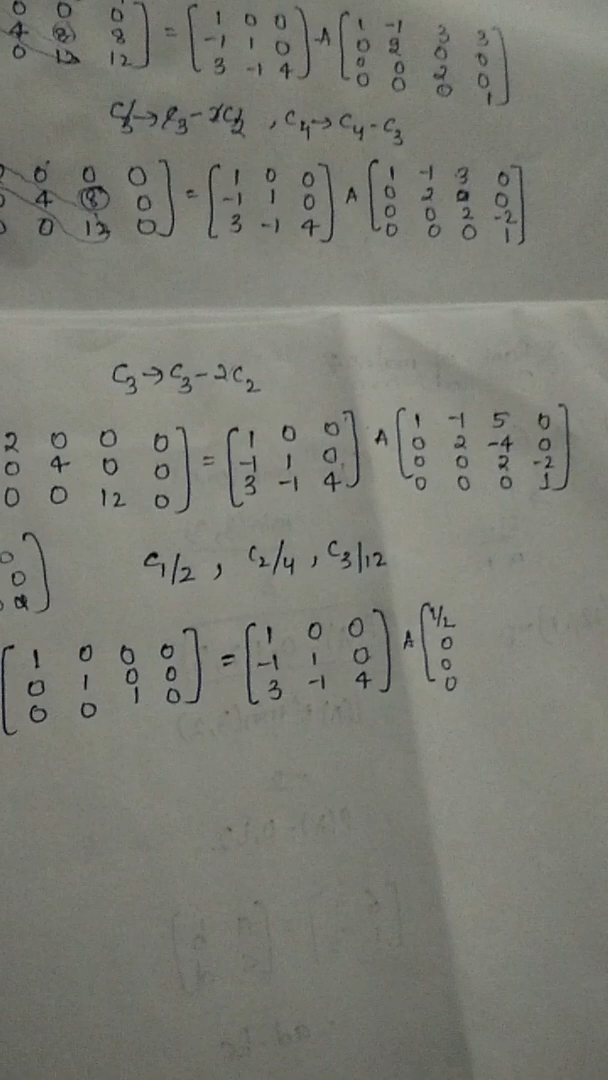 0 0 0
4 8 8
0 12 12 ] = [ 1 0 0
-1 1 0
3 -1 4 ] A [ 1 -1 3 3
0 2 0 0
0 0 2 0
0 0 0 1 ]
C3→C3-2C2 , C4→C4-C3
0 0 0
4 8 0
0 12 0 ] = [ 1 0 0
-1 1 0
3 -1 4 ] A [ 1 -1 3 0
0 2 0 0
0 0 2 -2
0 0 0 1 ]
C3→C3-2C2
2 0 0 0
0 4 0 0
0 0 12 0 ] = [ 1 0 0
-1 1 0
3 -1 4 ] A [ 1 -1 5 0
0 2 -4 0
0 0 2 -2
0 0 0 1 ]
C1/2 , C2/4 , C3/12
[ 1 0 0 0
0 1 0 0
0 0 1 0 ] = [ 1 0 0
-1 1 0
3 -1 4 ] A [ 1/2
0
0
0